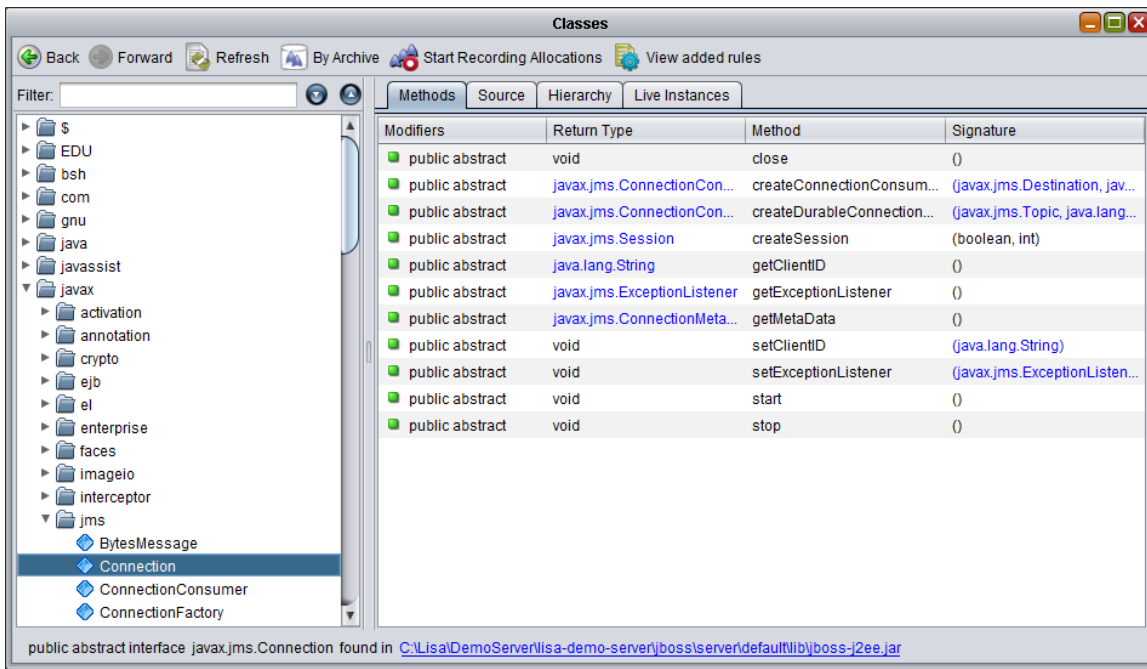 Classes
Back Forward Refresh By Archive Start Recording Allocations View added rules
Filter:
$
EDU
bsh
com
gnu
java
javassist
javax
activation
annotation
crypto
ejb
el
enterprise
faces
imageio
interceptor
jms
BytesMessage
Connection
ConnectionConsumer
ConnectionFactory
Methods Source Hierarchy Live Instances
Modifiers Return Type Method Signature
public abstract void close ()
public abstract javax.jms.ConnectionCon... createConnectionConsum... (javax.jms.Destination, jav...
public abstract javax.jms.ConnectionCon... createDurableConnection... (javax.jms.Topic, java.lang...
public abstract javax.jms.Session createSession (boolean, int)
public abstract java.lang.String getClientID ()
public abstract javax.jms.ExceptionListener getExceptionListener ()
public abstract javax.jms.ConnectionMeta... getMetaData ()
public abstract void setClientID (java.lang.String)
public abstract void setExceptionListener (javax.jms.ExceptionListen...
public abstract void start ()
public abstract void stop ()
public abstract interface javax.jms.Connection found in C:\Lisa\DemoServer\lisa-demo-server\jboss\server\default\lib\jboss-j2ee.jar